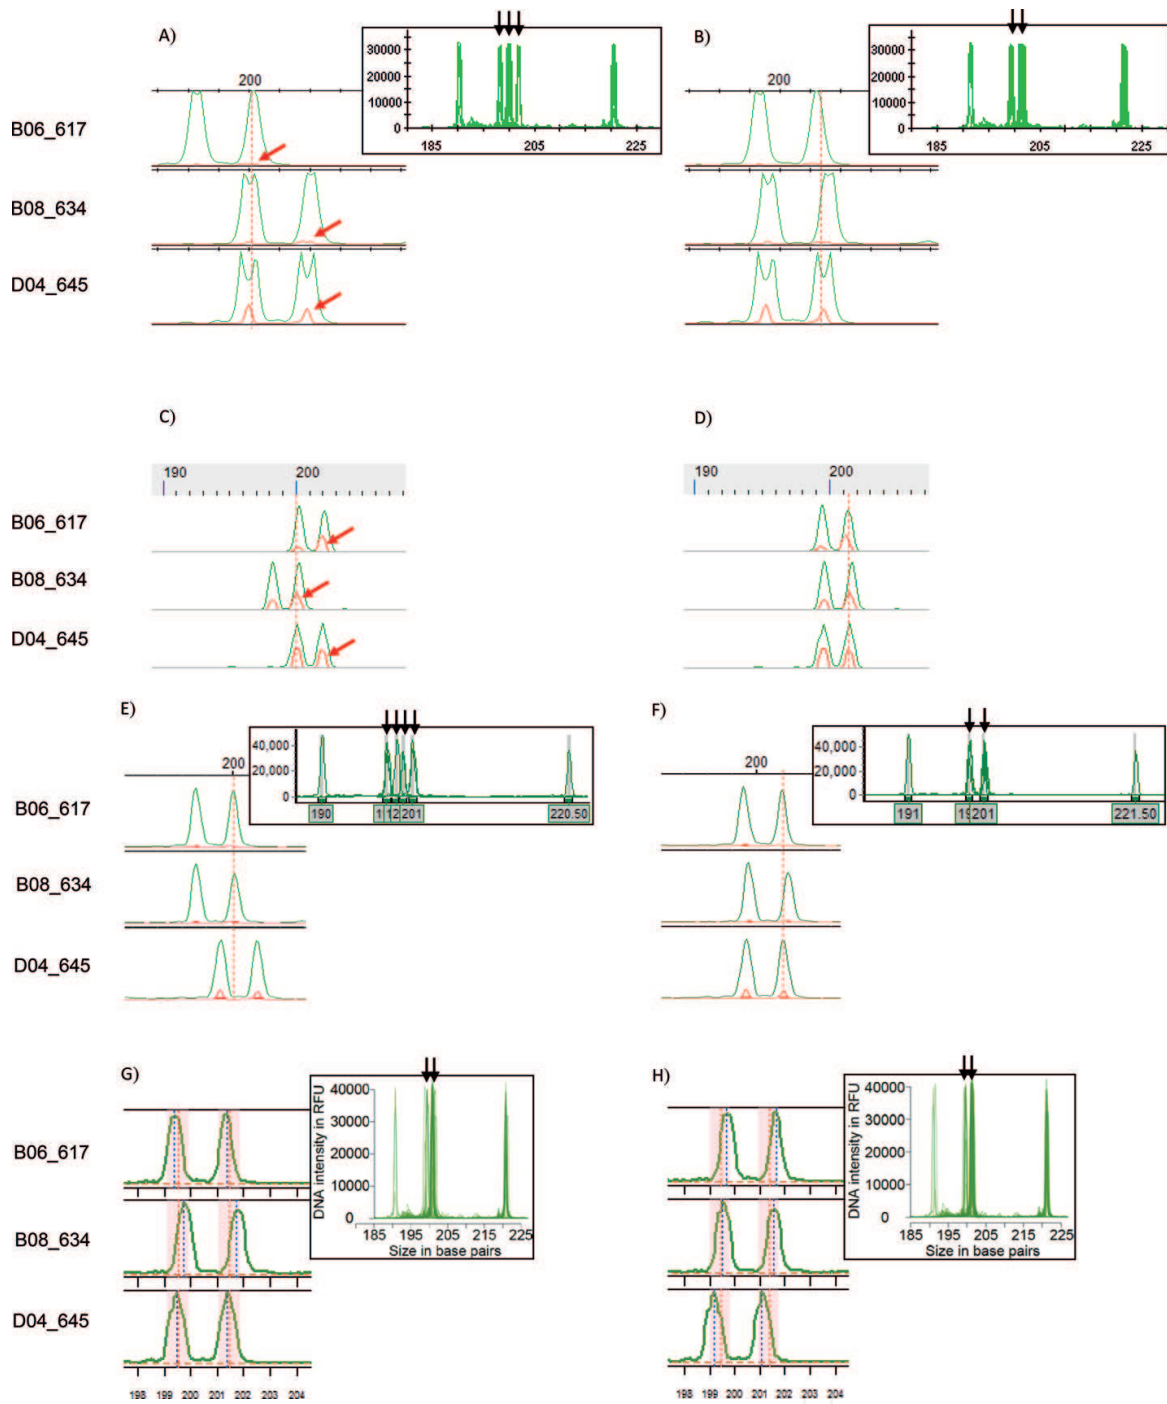 A)
30000
20000
10000
0
185
205
225
200
B06_617
B08_634
D04_645
B)
30000
20000
10000
0
185
205
225
200
C)
190
200
B06_617
B08_634
D04_645
D)
190
200
E)
40,000
20,000
0
190
12
201
220.50
200
B06_617
B08_634
D04_645
F)
40,000
20,000
0
191
19
201
221.50
200
G)
DNA intensity in RFU
40000
30000
20000
10000
0
185 195 205 215 225
Size in base pairs
B06_617
B08_634
D04_645
198 199 200 201 202 203 204
H)
DNA intensity in RFU
40000
30000
20000
10000
0
185 195 205 215 225
Size in base pairs
198 199 200 201 202 203 204